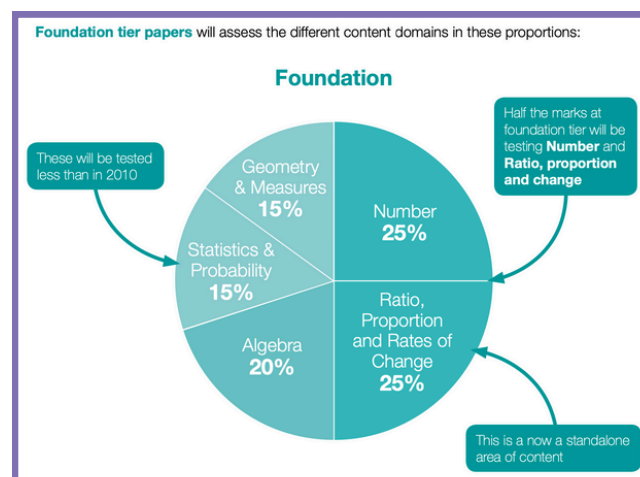 Foundation tier papers will assess the different content domains in these proportions:
Foundation
Half the marks at
foundation tier will be
testing Number and
Ratio, proportion
and change
These will be tested
less than in 2010
Geometry
& Measures
15%
Number
25%
Statistics &
Probability
15%
Ratio,
Proportion
and Rates of
Change
25%
Algebra
20%
This is a now a standalone
area of content